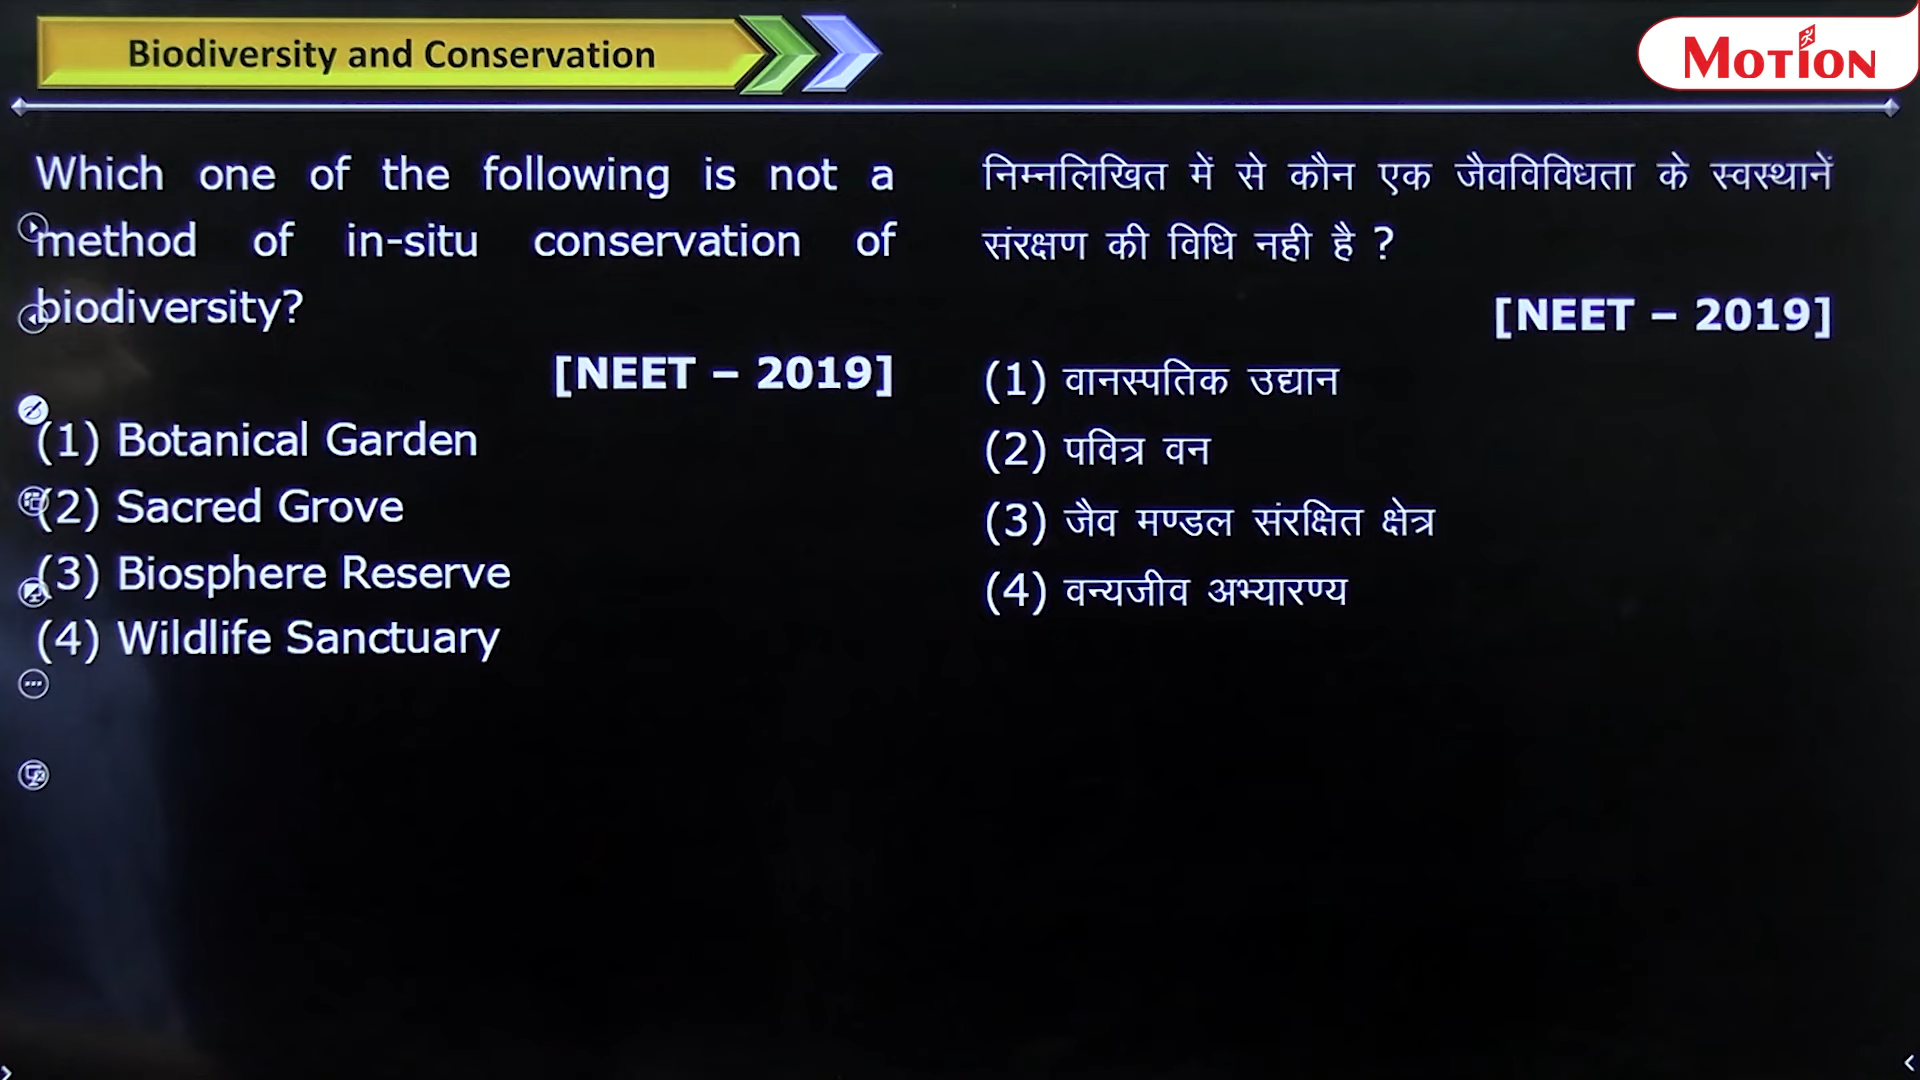 Biodiversity and Conservation
MOTION
Which one of the following is not a
method of in-situ conservation of
biodiversity?
[NEET – 2019]
(1) Botanical Garden
(2) Sacred Grove
(3) Biosphere Reserve
(4) Wildlife Sanctuary
निम्नलिखित में से कौन एक जैवविविधता के स्वस्थानें
संरक्षण की विधि नही है ?
[NEET – 2019]
(1) वानस्पतिक उद्यान
(2) पवित्र वन
(3) जैव मण्डल संरक्षित क्षेत्र
(4) वन्यजीव अभ्यारण्य